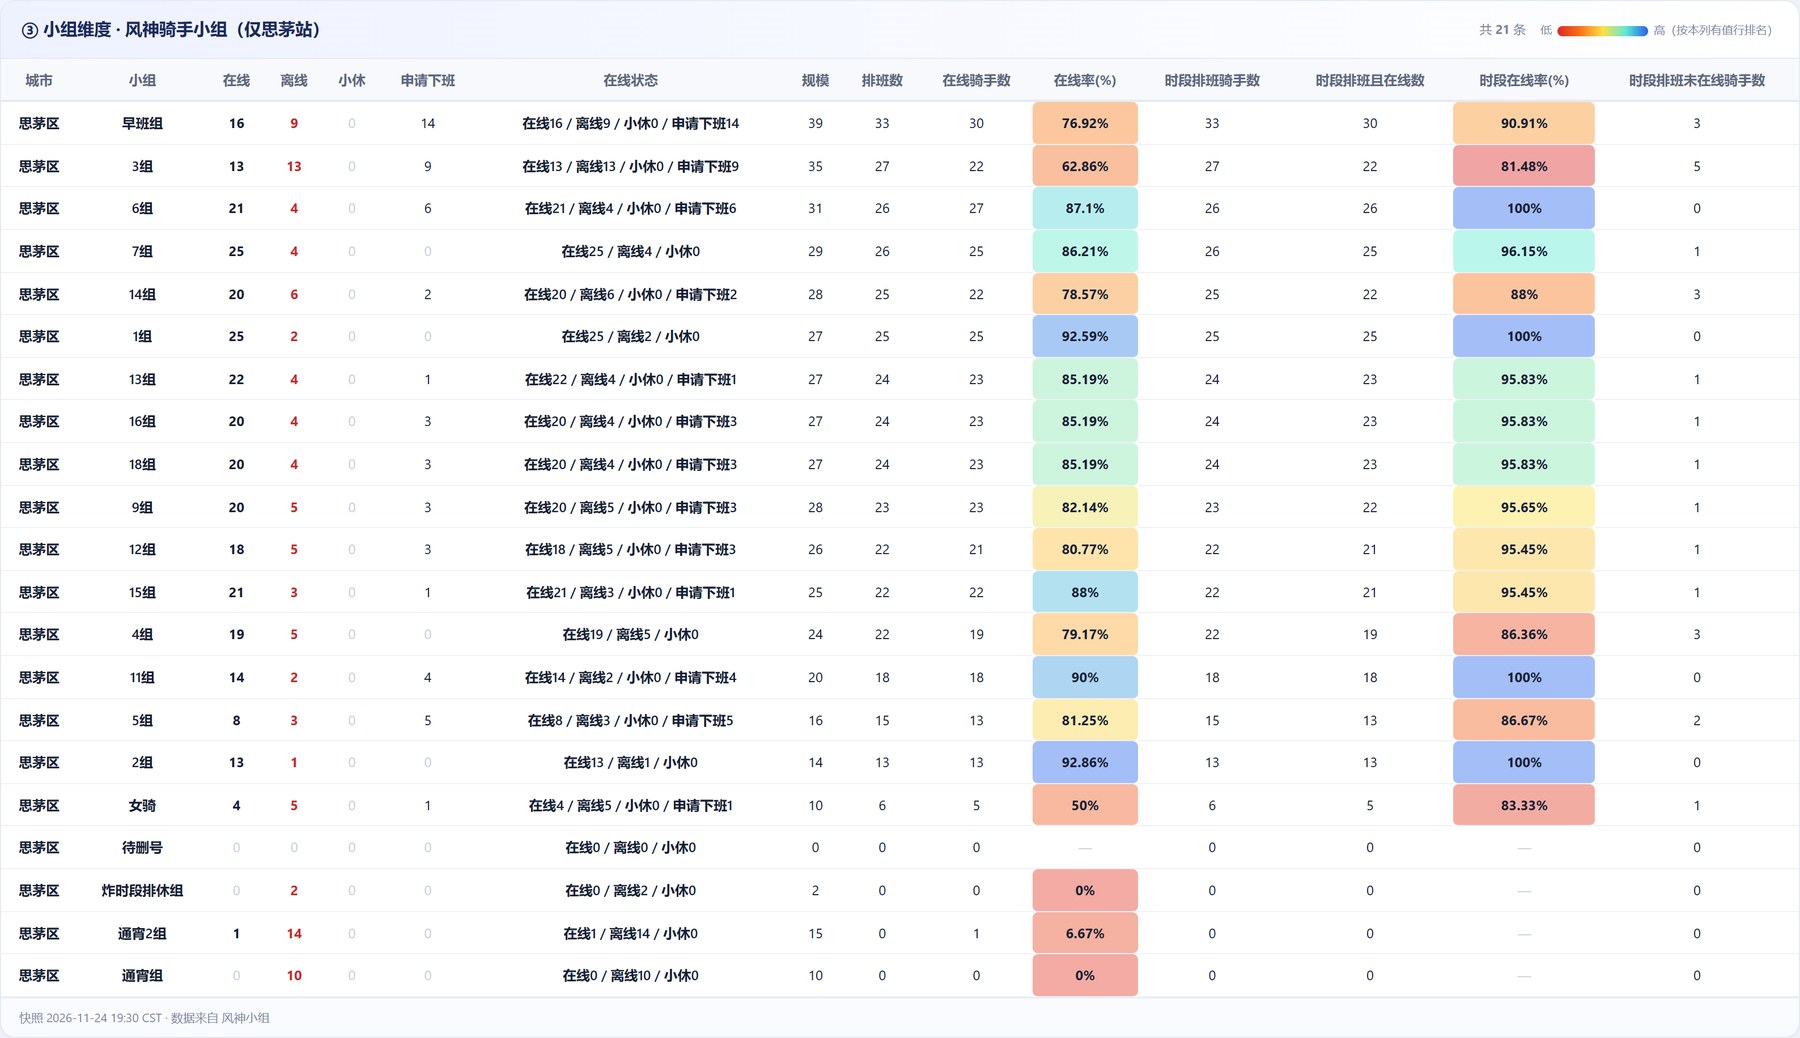 ③ 小组维度 · 风神骑手小组（仅思茅站）
共 21 条 低 高 (按本列有值行排名)
城市 小组 在线 离线 小休 申请下班 在线状态 规模 排班数 在线骑手数 在线率(%) 时段排班骑手数 时段排班且在线数 时段在线率(%) 时段排班未在线骑手数
思茅区 早班组 16 9 0 14 在线16 / 离线9 / 小休0 / 申请下班14 39 33 30 76.92% 33 30 90.91% 3
思茅区 3组 13 13 0 9 在线13 / 离线13 / 小休0 / 申请下班9 35 27 22 62.86% 27 22 81.48% 5
思茅区 6组 21 4 0 6 在线21 / 离线4 / 小休0 / 申请下班6 31 26 27 87.1% 26 26 100% 0
思茅区 7组 25 4 0 0 在线25 / 离线4 / 小休0 29 26 25 86.21% 26 25 96.15% 1
思茅区 14组 20 6 0 2 在线20 / 离线6 / 小休0 / 申请下班2 28 25 22 78.57% 25 22 88% 3
思茅区 1组 25 2 0 0 在线25 / 离线2 / 小休0 27 25 25 92.59% 25 25 100% 0
思茅区 13组 22 4 0 1 在线22 / 离线4 / 小休0 / 申请下班1 27 24 23 85.19% 24 23 95.83% 1
思茅区 16组 20 4 0 3 在线20 / 离线4 / 小休0 / 申请下班3 27 24 23 85.19% 24 23 95.83% 1
思茅区 18组 20 4 0 3 在线20 / 离线4 / 小休0 / 申请下班3 27 24 23 85.19% 24 23 95.83% 1
思茅区 9组 20 5 0 3 在线20 / 离线5 / 小休0 / 申请下班3 28 23 23 82.14% 23 22 95.65% 1
思茅区 12组 18 5 0 3 在线18 / 离线5 / 小休0 / 申请下班3 26 22 21 80.77% 22 21 95.45% 1
思茅区 15组 21 3 0 1 在线21 / 离线3 / 小休0 / 申请下班1 25 22 22 88% 22 21 95.45% 1
思茅区 4组 19 5 0 0 在线19 / 离线5 / 小休0 24 22 19 79.17% 22 19 86.36% 3
思茅区 11组 14 2 0 4 在线14 / 离线2 / 小休0 / 申请下班4 20 18 18 90% 18 18 100% 0
思茅区 5组 8 3 0 5 在线8 / 离线3 / 小休0 / 申请下班5 16 15 13 81.25% 15 13 86.67% 2
思茅区 2组 13 1 0 0 在线13 / 离线1 / 小休0 14 13 13 92.86% 13 13 100% 0
思茅区 女骑 4 5 0 1 在线4 / 离线5 / 小休0 / 申请下班1 10 6 5 50% 6 5 83.33% 1
思茅区 待删号 0 0 0 0 在线0 / 离线0 / 小休0 0 0 0 — 0 0 — 0
思茅区 炸时段排休组 0 2 0 0 在线0 / 离线2 / 小休0 2 0 0 0% 0 0 — 0
思茅区 通宵2组 1 14 0 0 在线1 / 离线14 / 小休0 15 0 1 6.67% 0 0 — 0
思茅区 通宵组 0 10 0 0 在线0 / 离线10 / 小休0 10 0 0 0% 0 0 — 0
快照 2026-11-24 19:30 CST · 数据来自 风神小组